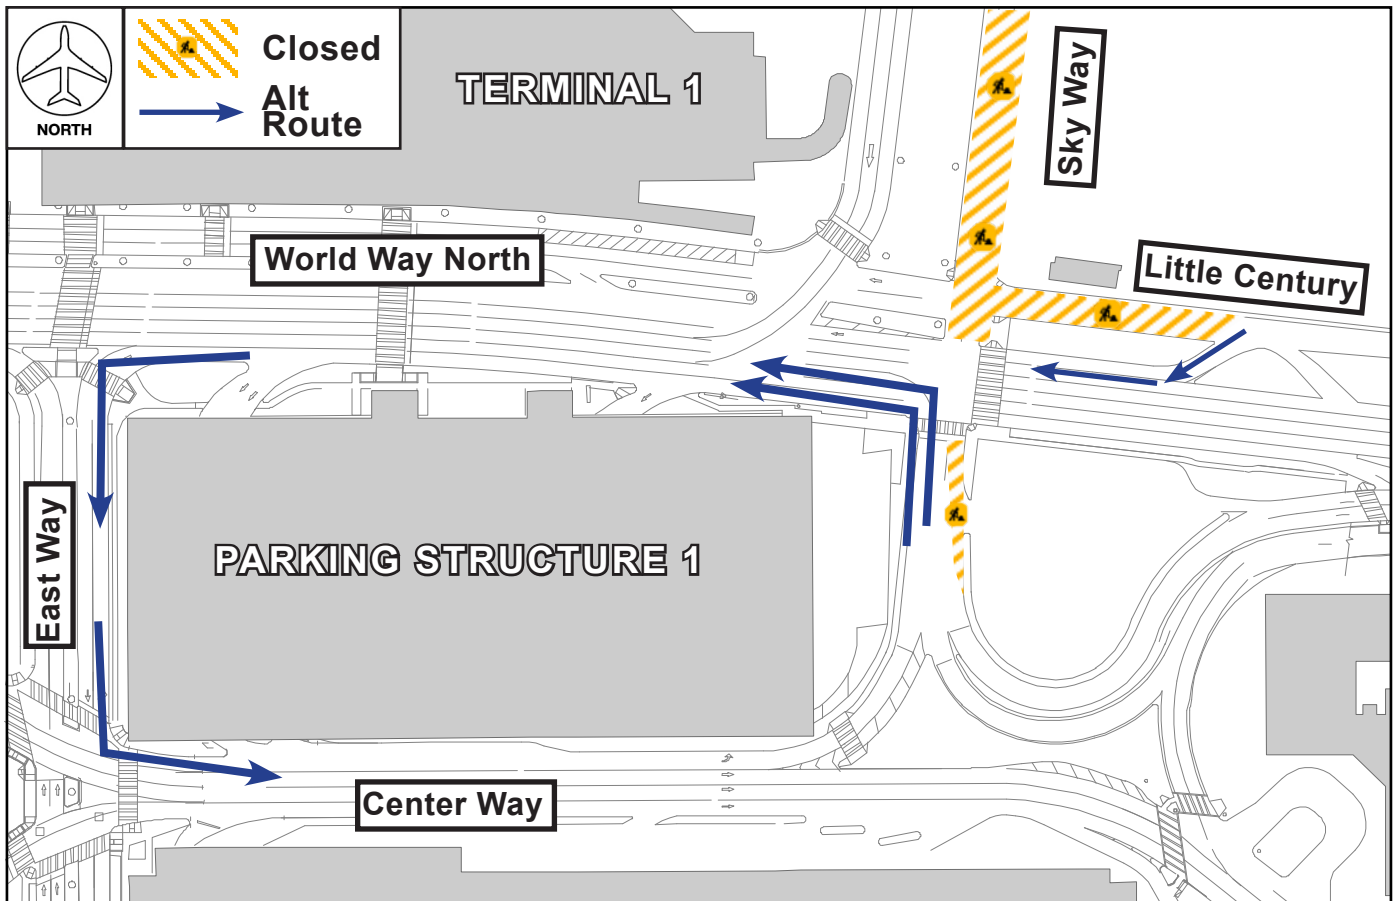 NORTH
Closed
Alt
Route
TERMINAL 1
Sky Way
World Way North
Little Century
East Way
PARKING STRUCTURE 1
Center Way